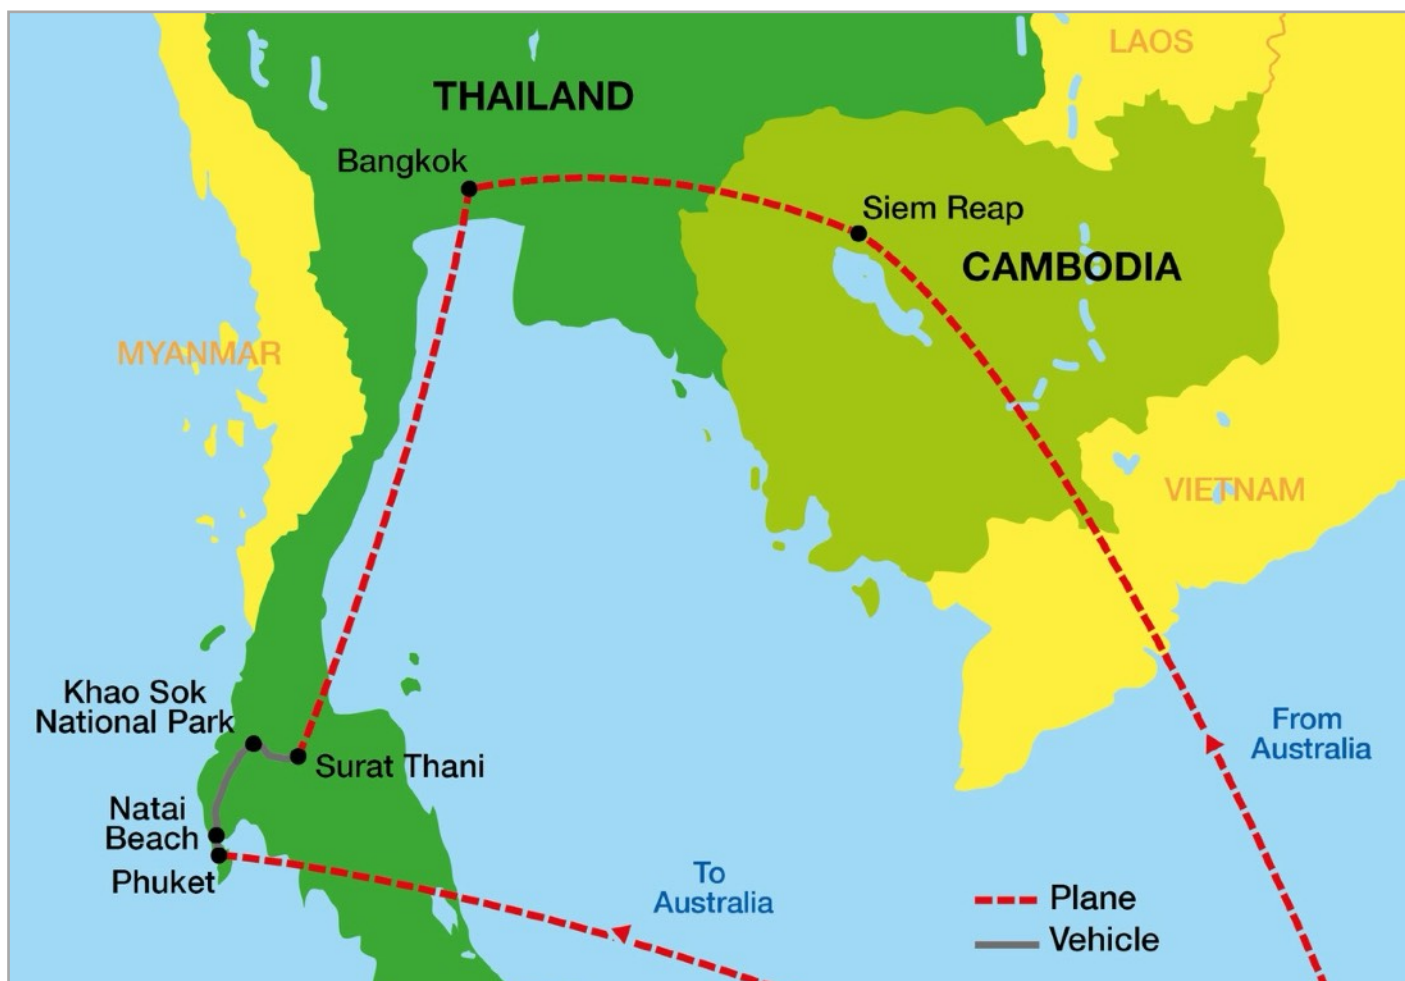 LAOS
THAILAND
Bangkok
Siem Reap
CAMBODIA
MYANMAR
VIETNAM
Khao Sok
National Park
Surat Thani
From
Australia
Natai
Beach
Phuket
To
Australia
Plane
Vehicle